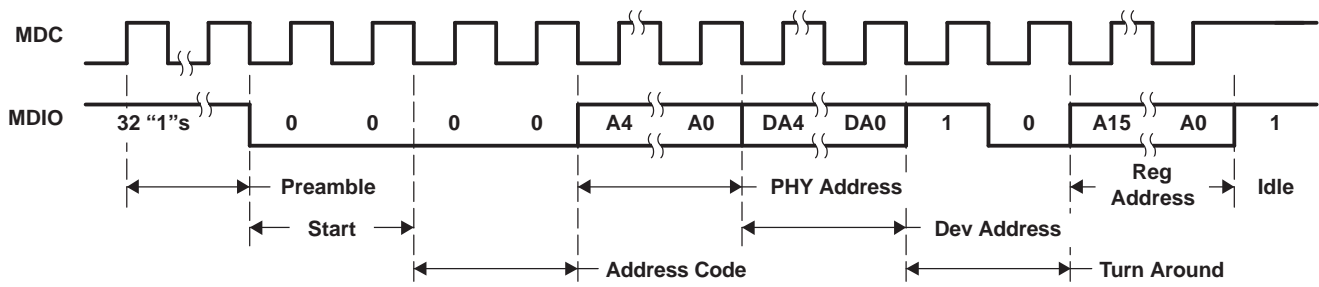 MDC
MDIO
32 “1”s 0 0 0 0 A4 A0 DA4 DA0 1 0 A15 A0 1
Preamble PHY Address Reg Address Idle
Start Dev Address
Address Code Turn Around